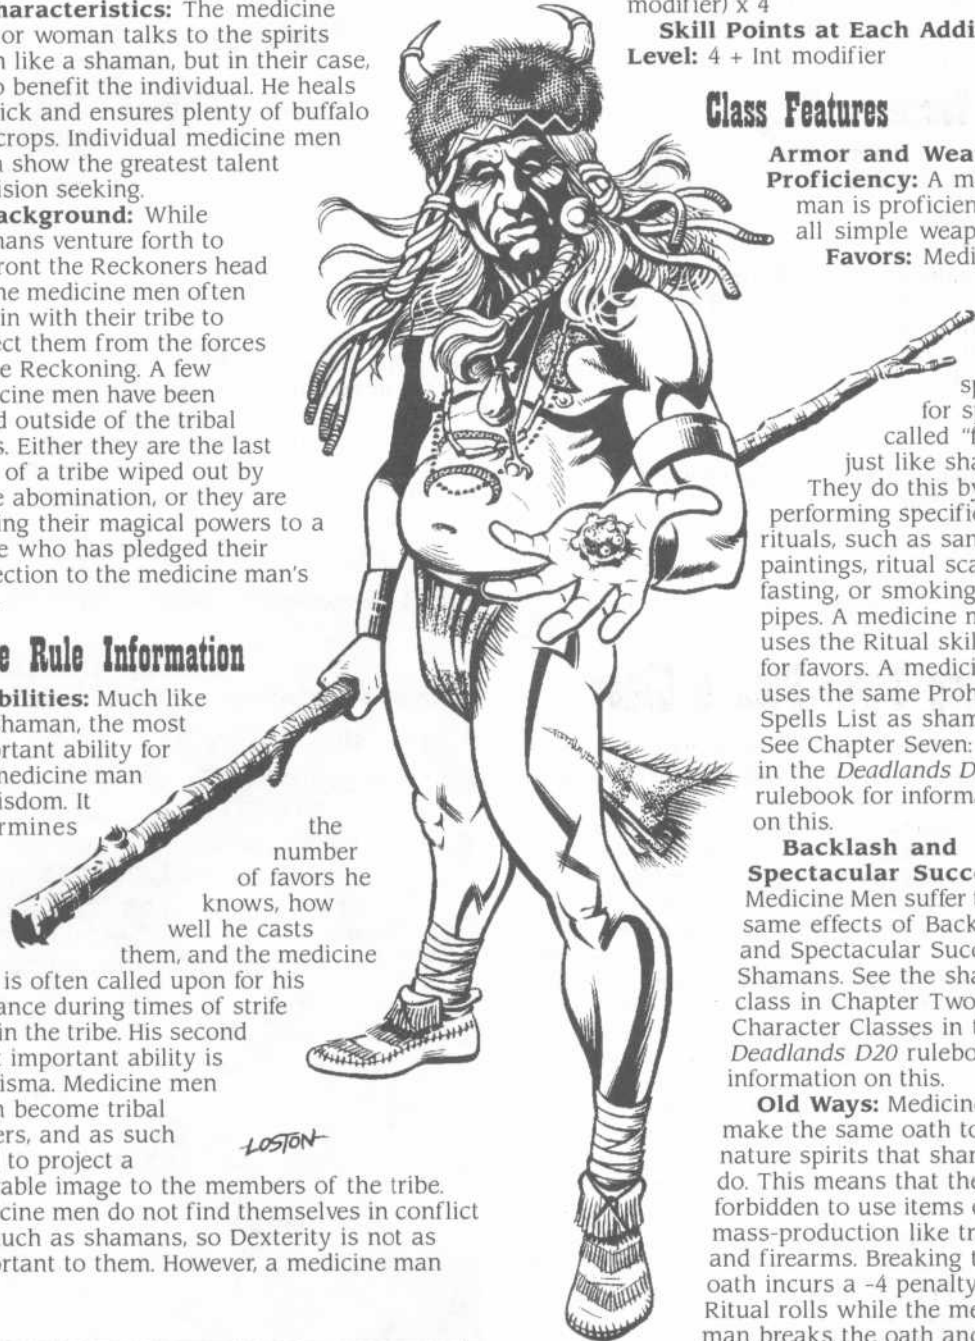 haracteristics: The medicine
or woman talks to the spirits
like a shaman, but in their case,
benefit the individual. He heals
ick and ensures plenty of buffalo
crops. Individual medicine men
show the greatest talent
ision seeking.
ackground: While
mans venture forth to
ront the Reckoners head
he medicine men often
in with their tribe to
ect them from the forces
e Reckoning. A few
icine men have been
d outside of the tribal
s. Either they are the last
of a tribe wiped out by
e abomination, or they are
ing their magical powers to a
e who has pledged their
ection to the medicine man's
e Rule Information
bilities: Much like
shaman, the most
ortant ability for
medicine man
isdom. It
rmines the
number
of favors he
knows, how
well he casts
them, and the medicine
is often called upon for his
ance during times of strife
in the tribe. His second
t important ability is
isma. Medicine men
n become tribal
ers, and as such
to project a
table image to the members of the tribe.
icine men do not find themselves in conflict
uch as shamans, so Dexterity is not as
ortant to them. However, a medicine man
LOSTON
modifier) x 4
Skill Points at Each Addi
Level: 4 + Int modifier
Class Features
Armor and Wea
Proficiency: A m
man is proficien
all simple weap
Favors: Medi
sp
for sp
called "f
just like sha
They do this by
performing specific
rituals, such as san
paintings, ritual sca
fasting, or smoking
pipes. A medicine m
uses the Ritual skil
for favors. A medici
uses the same Proh
Spells List as sham
See Chapter Seven:
in the Deadlands D
rulebook for inform
on this.
Backlash and
Spectacular Succe
Medicine Men suffer t
same effects of Back
and Spectacular Succ
Shamans. See the sha
class in Chapter Two
Character Classes in t
Deadlands D20 rulebo
information on this.
Old Ways: Medicine
make the same oath to
nature spirits that sham
do. This means that the
forbidden to use items o
mass-production like tr
and firearms. Breaking t
oath incurs a -4 penalty
Ritual rolls while the me
man breaks the oath and